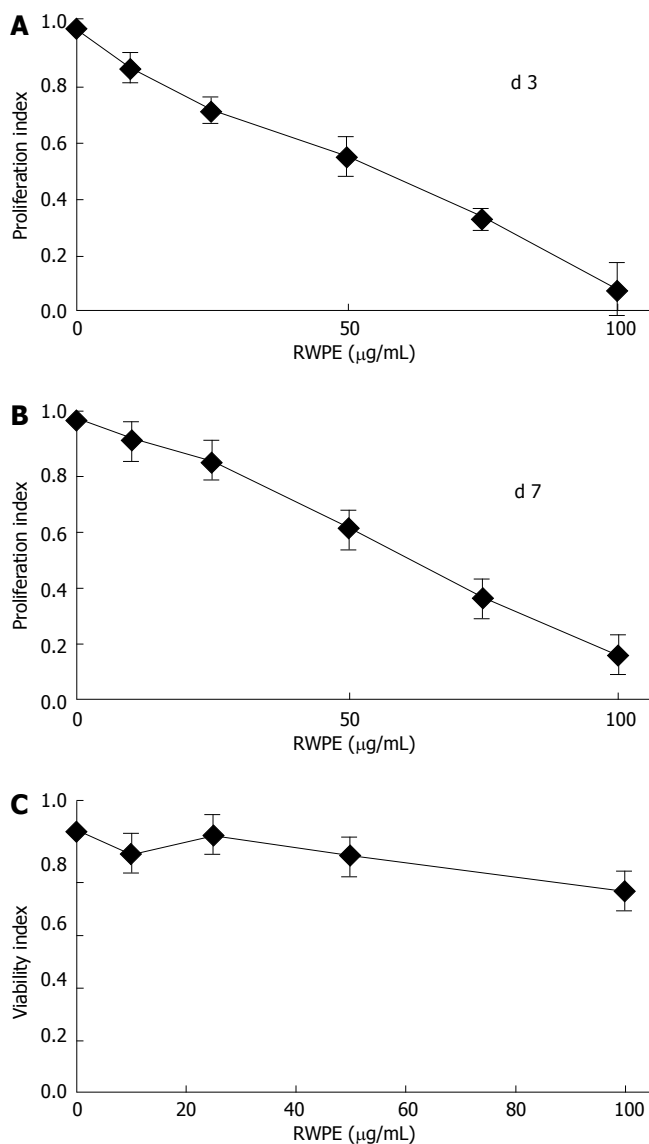 A
1.0
0.8
0.6
0.4
0.2
0.0
Proliferation index
d 3
0 50 100
RWPE (μg/mL)
B
1.0
0.8
0.6
0.4
0.2
0.0
Proliferation index
d 7
0 50 100
RWPE (μg/mL)
C
1.0
0.8
0.6
0.4
0.2
0.0
Viability index
0 20 40 60 80 100
RWPE (μg/mL)